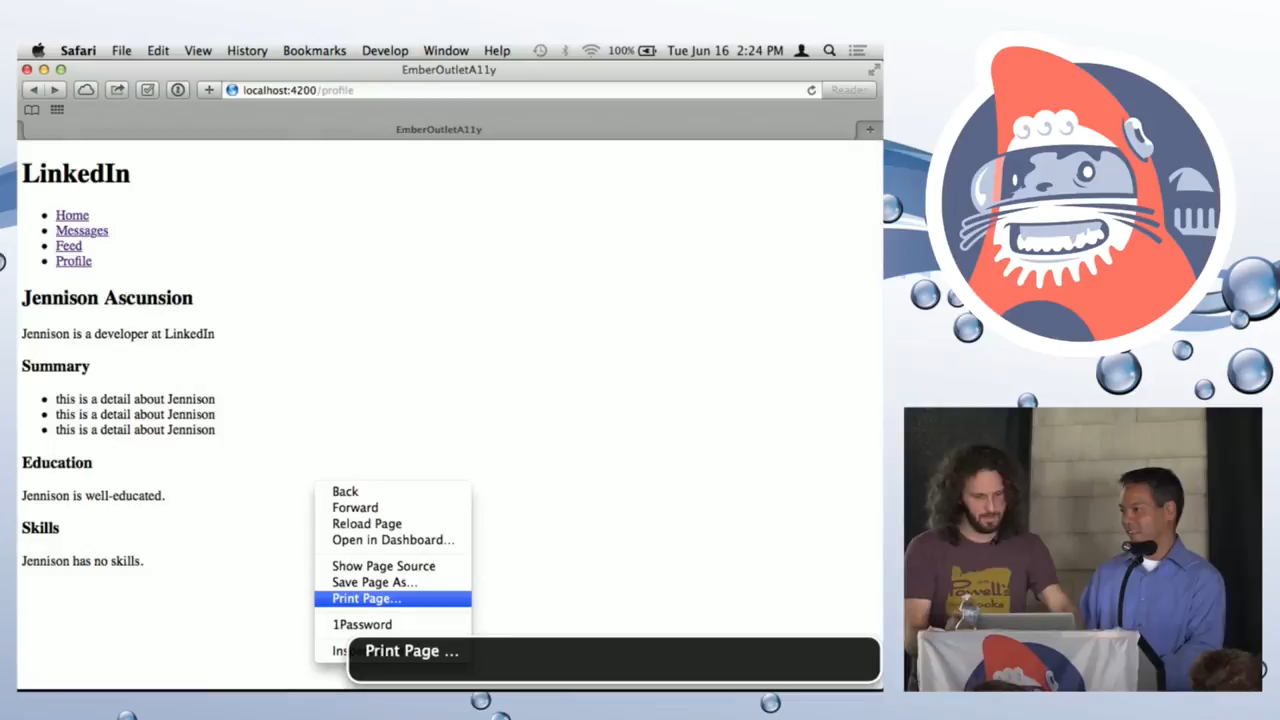 Safari File Edit View History Bookmarks Develop Window Help 100% Tue Jun 16 2:24 PM
EmberOutletA11y
localhost:4200/profile
Reader
EmberOutletA11y
LinkedIn
Home
Messages
Feed
Profile
Jennison Ascunsion
Jennison is a developer at LinkedIn
Summary
this is a detail about Jennison
this is a detail about Jennison
this is a detail about Jennison
Education
Jennison is well-educated.
Skills
Jennison has no skills.
Back
Forward
Reload Page
Open in Dashboard...
Show Page Source
Save Page As...
Print Page...
1Password
Print Page ...
Powell's